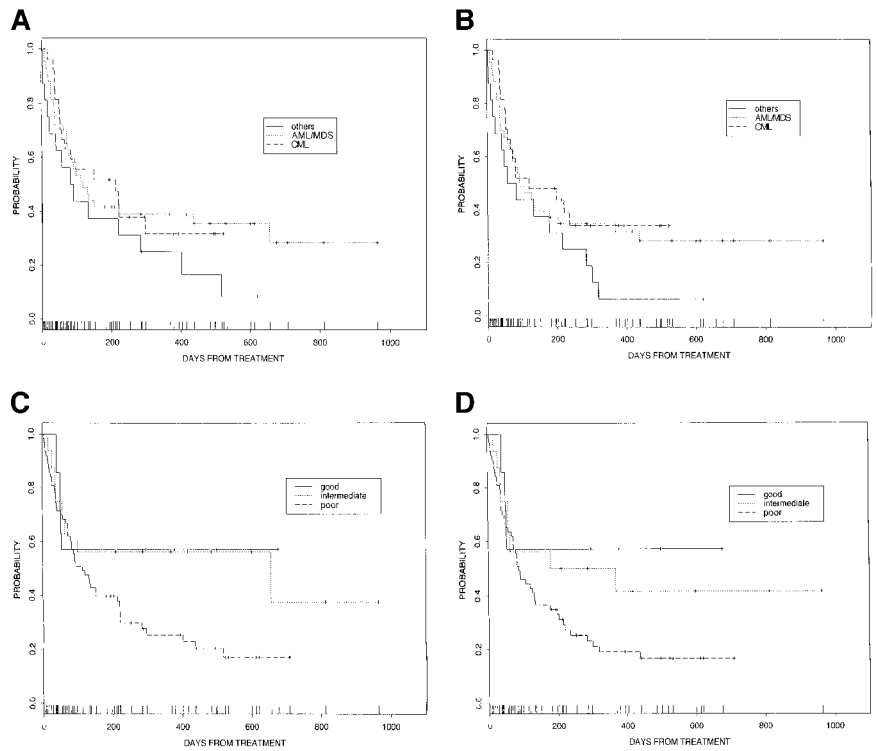 A
1.0
0.8
0.6
0.4
0.2
0.0
PROBABILITY
others
AML/MDS
CML
0 200 400 600 800 1000
DAYS FROM TREATMENT
B
1.0
0.8
0.6
0.4
0.2
0.0
PROBABILITY
others
AML/MDS
CML
0 200 400 600 800 1000
DAYS FROM TREATMENT
C
1.0
0.8
0.6
0.4
0.2
0.0
PROBABILITY
good
intermediate
poor
0 200 400 600 800 1000
DAYS FROM TREATMENT
D
1.0
0.8
0.6
0.4
0.2
0.0
PROBABILITY
good
intermediate
poor
0 200 400 600 800 1000
DAYS FROM TREATMENT